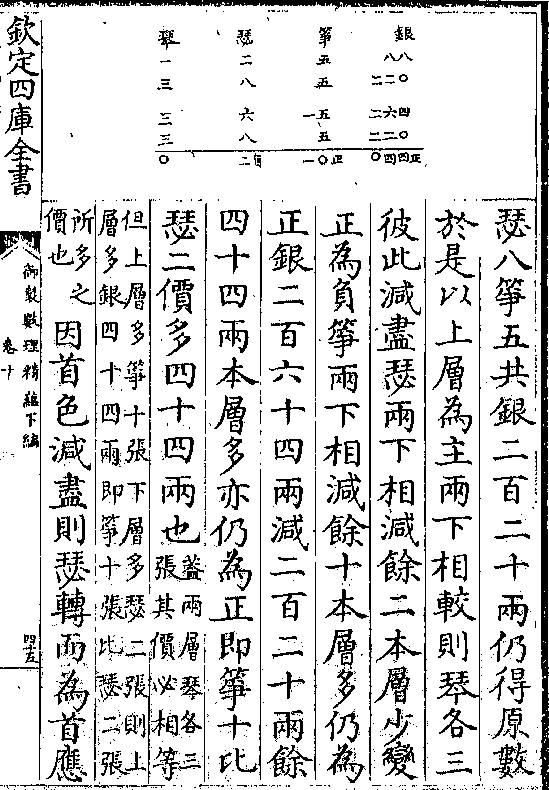 銀 八八 二二〇 二六四 二二〇 正四四
箏 五 五 一五 五 正一〇
瑟 二 八 六 八 負二
琴 一 三 三 三 〇
瑟八箏五共銀二百二十兩仍得原數
於是以上層為主兩下相較則琴各三
彼此減盡瑟兩下相減餘二本層少變
正為負箏兩下相減餘十本層多仍為
正銀二百六十四兩減二百二十兩餘
四十四兩本層多亦仍為正即箏十比
瑟二價多四十四兩也蓋兩層琴各三張其價必相等
但上層多箏十張下層多瑟二張則上
層多銀四十四兩即箏十張比瑟二張
所多之價也因首色減盡則瑟轉而為首應
欽定四庫全書
御製數理精蘊下編
卷十
四十五